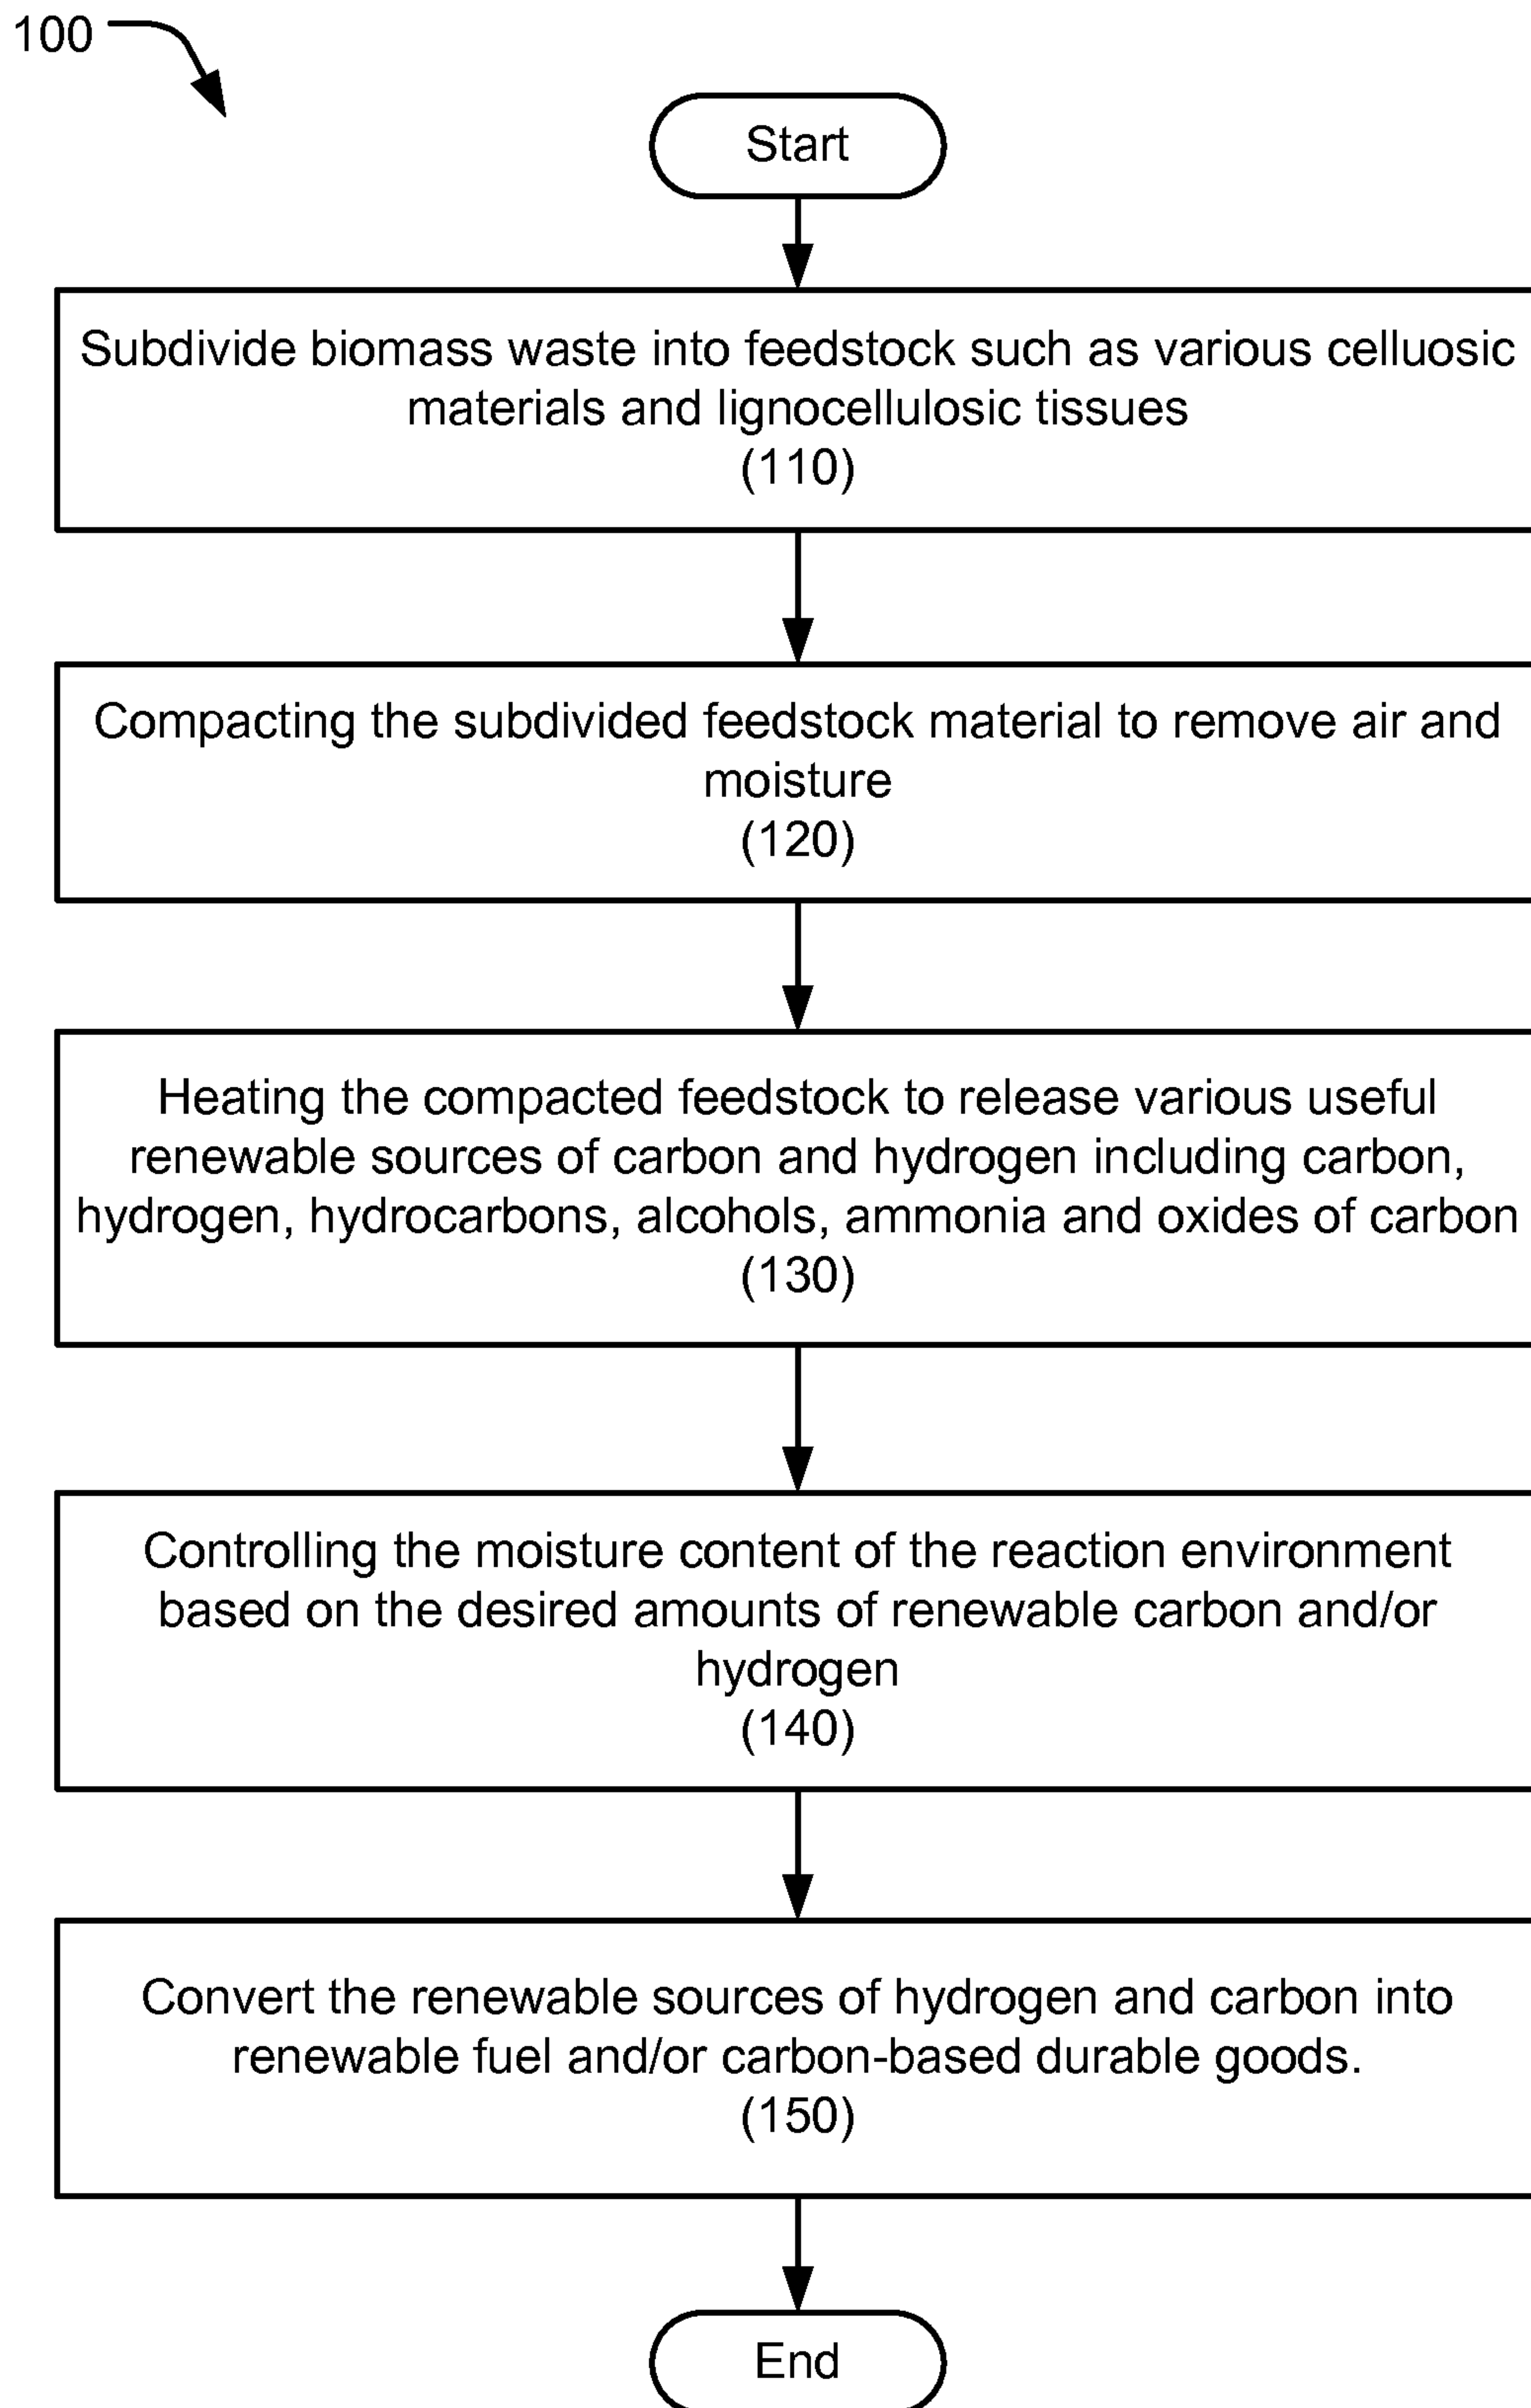 100
Start
Subdivide biomass waste into feedstock such as various celluosic
materials and lignocellulosic tissues
(110)
Compacting the subdivided feedstock material to remove air and
moisture
(120)
Heating the compacted feedstock to release various useful
renewable sources of carbon and hydrogen including carbon,
hydrogen, hydrocarbons, alcohols, ammonia and oxides of carbon
(130)
Controlling the moisture content of the reaction environment
based on the desired amounts of renewable carbon and/or
hydrogen
(140)
Convert the renewable sources of hydrogen and carbon into
renewable fuel and/or carbon-based durable goods.
(150)
End